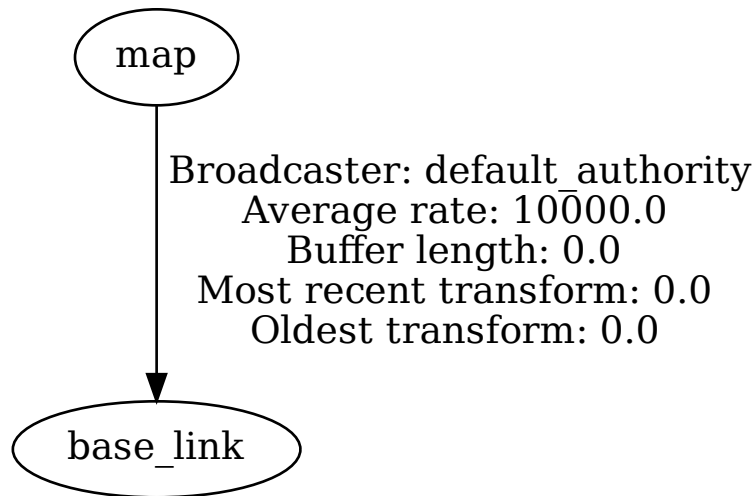 map
Broadcaster: default_authority
Average rate: 10000.0
Buffer length: 0.0
Most recent transform: 0.0
Oldest transform: 0.0
base_link